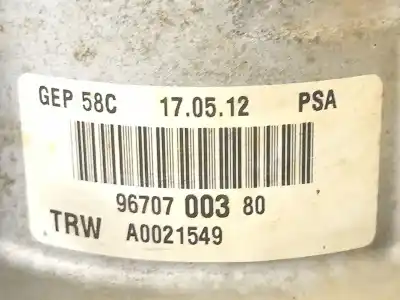 GEP 58C 17.05.12 PSA
96707 003 80
TRW A0021549